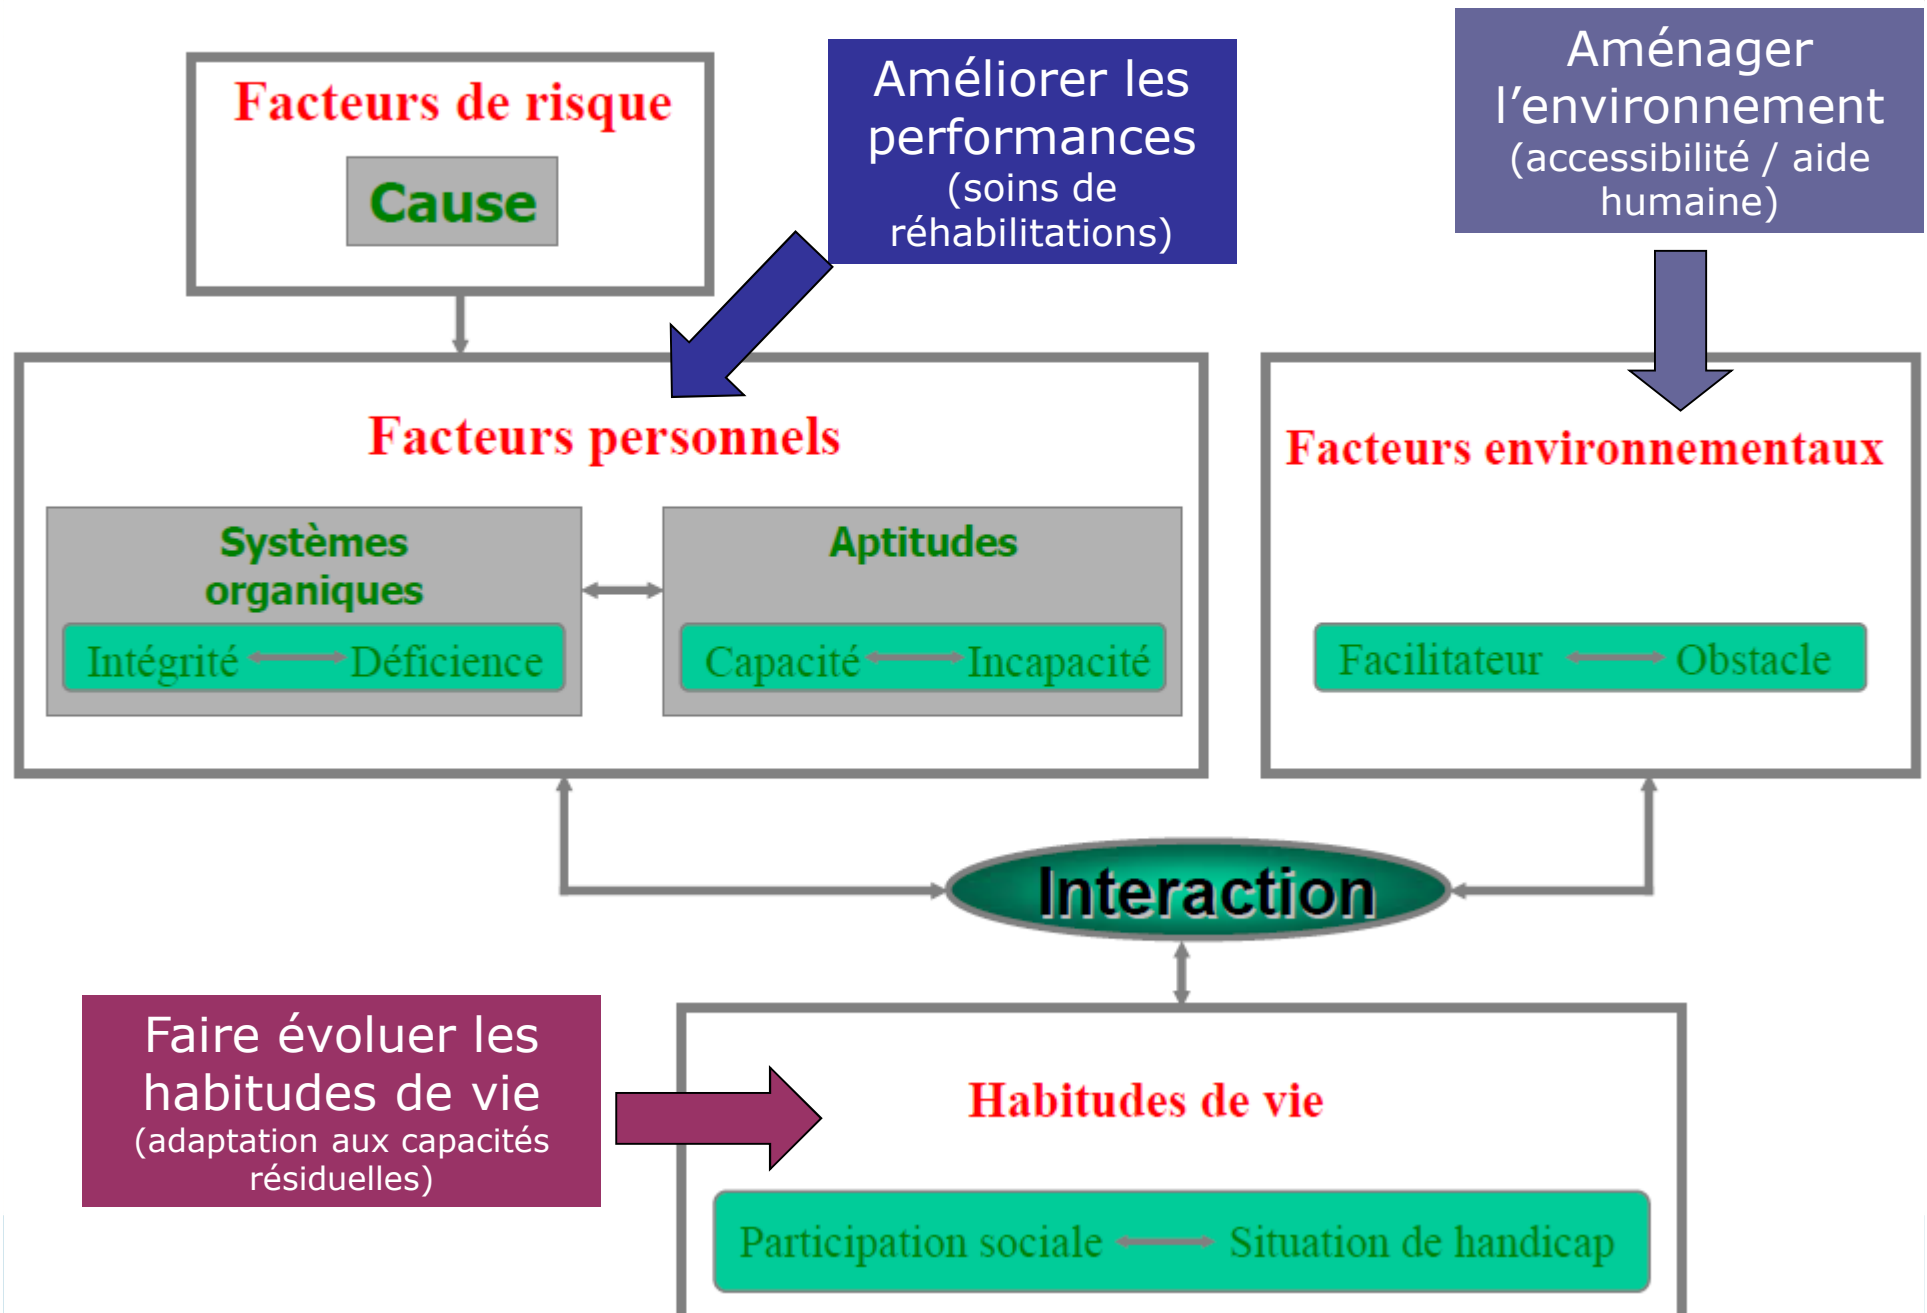 Facteurs de risque
Cause
Améliorer les
performances
(soins de
réhabilitations)
Aménager
l’environnement
(accessibilité / aide
humaine)
Facteurs personnels
Systèmes
organiques
Intégrité Déficience
Aptitudes
Capacité Incapacité
Facteurs environnementaux
Facilitateur Obstacle
Interaction
Faire évoluer les
habitudes de vie
(adaptation aux capacités
résiduelles)
Habitudes de vie
Participation sociale Situation de handicap